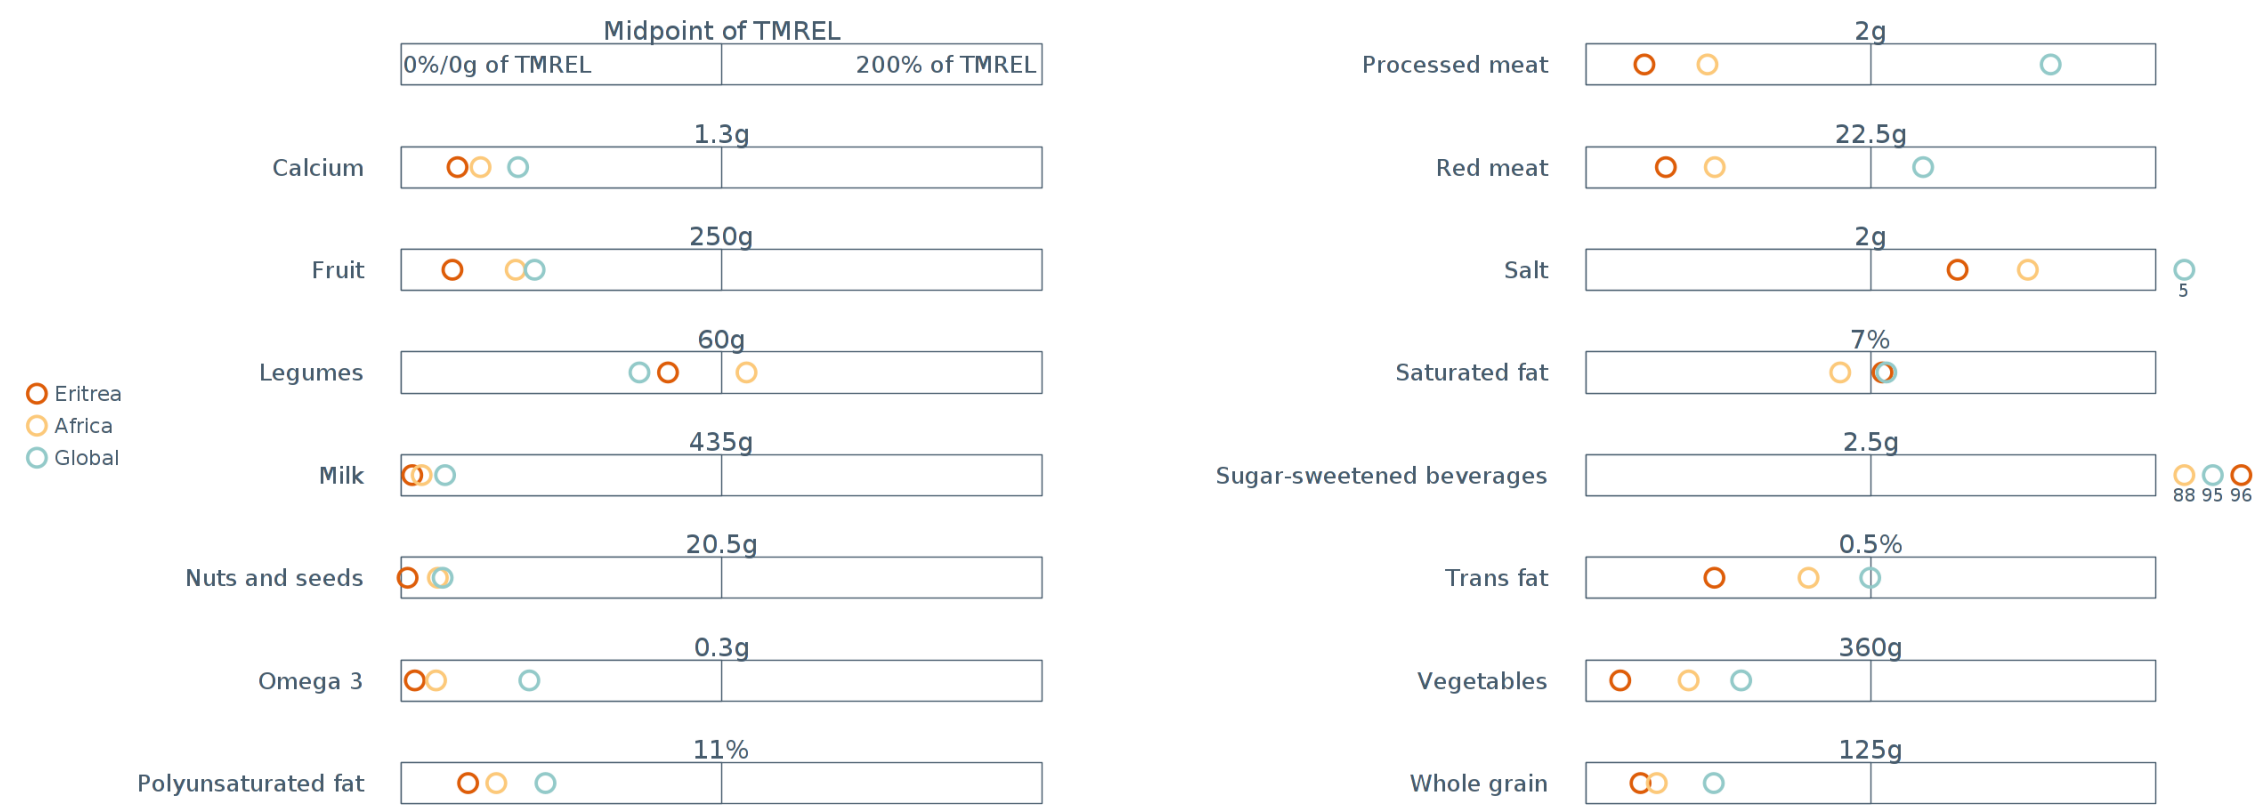 Midpoint of TMREL
0%/0g of TMREL 200% of TMREL
1.3g
Calcium
250g
Fruit
60g
Legumes
435g
Milk
20.5g
Nuts and seeds
0.3g
Omega 3
11%
Polyunsaturated fat
Eritrea
Africa
Global
2g
Processed meat
22.5g
Red meat
2g
Salt
5
7%
Saturated fat
2.5g
Sugar-sweetened beverages
88 95 96
0.5%
Trans fat
360g
Vegetables
125g
Whole grain